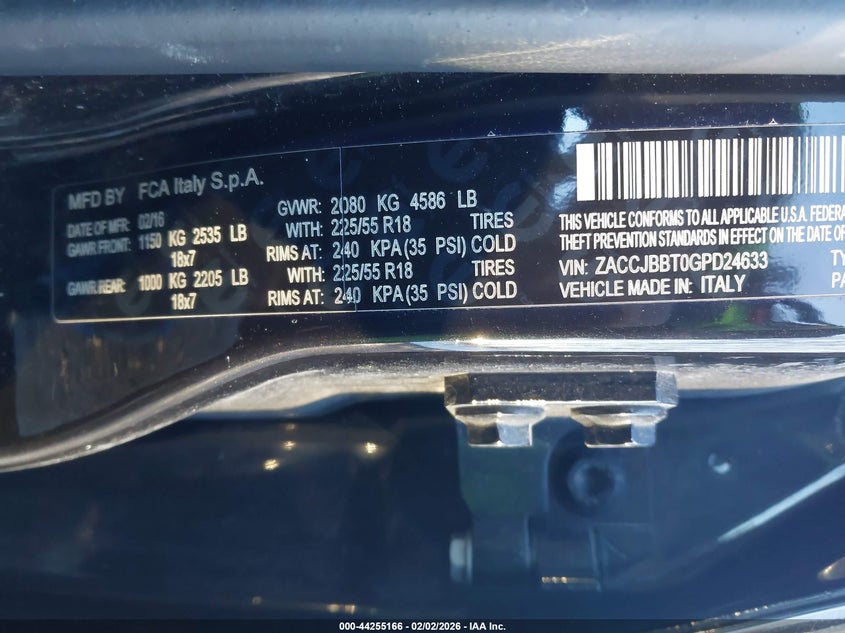 MFD BY FCA Italy S.p.A.
DATE OF MFR: 02/16 GVWR: 2080 KG 4586 LB
GAWR FRONT: 1150 KG 2535 LB WITH: 225/55 R18 TIRES
18x7 RIMS AT: 240 KPA(35 PSI) COLD
GAWR REAR: 1000 KG 2205 LB WITH: 225/55 R18 TIRES
18x7 RIMS AT: 240 KPA(35 PSI) COLD
THIS VEHICLE CONFORMS TO ALL APPLICABLE U.S.A. FEDERA
THEFT PREVENTION STANDARDS IN EFFECT ON THE DATE O
VIN: ZACCJBBT0GPD24633 TY
VEHICLE MADE IN: ITALY PA
000-44255166 - 02/02/2026 - IAA Inc.